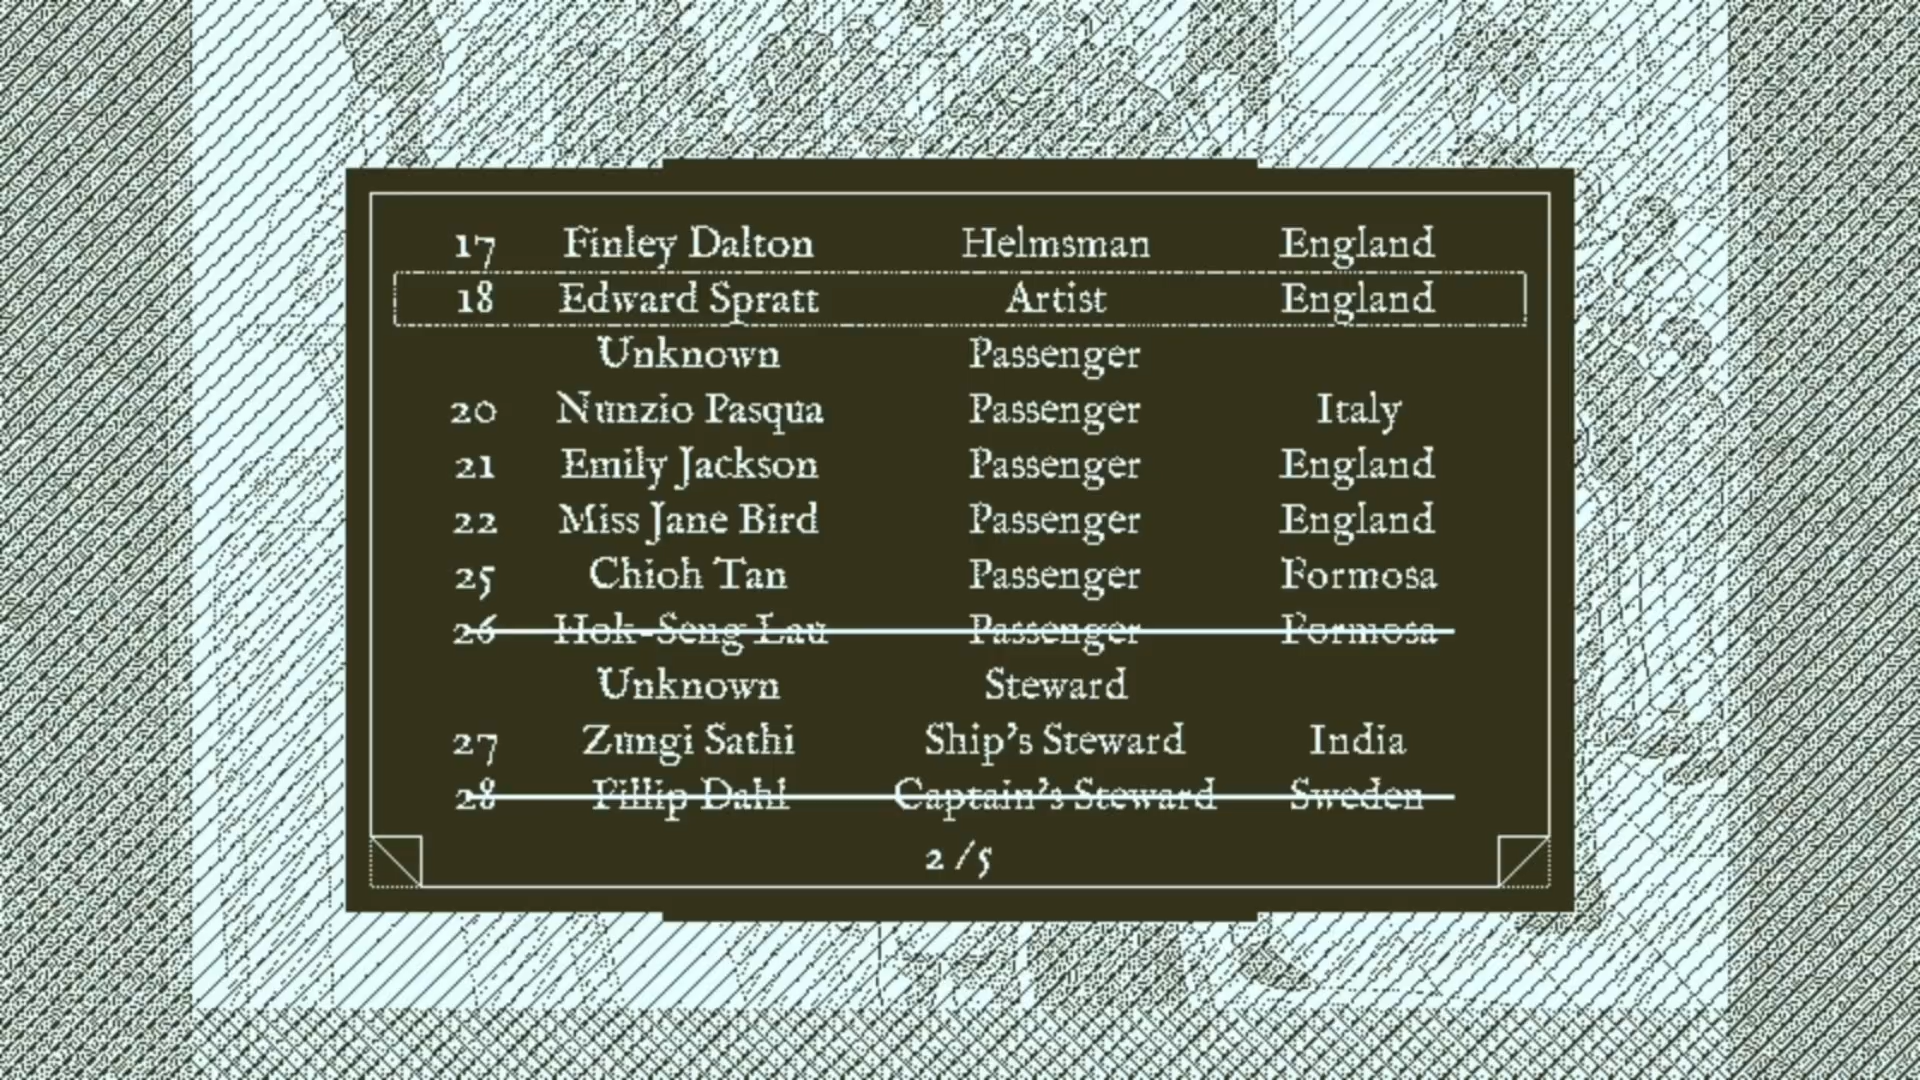 17 Finley Dalton Helmsman England
18 Edward Spratt Artist England
Unknown Passenger
20 Nunzio Pasqua Passenger Italy
21 Emily Jackson Passenger England
22 Miss Jane Bird Passenger England
25 Chioh Tan Passenger Formosa
26 Hok-Seng Lau Passenger Formosa
Unknown Steward
27 Zungi Sathi Ship's Steward India
28 Fillip Dahl Captain's Steward Sweden
2 / 5